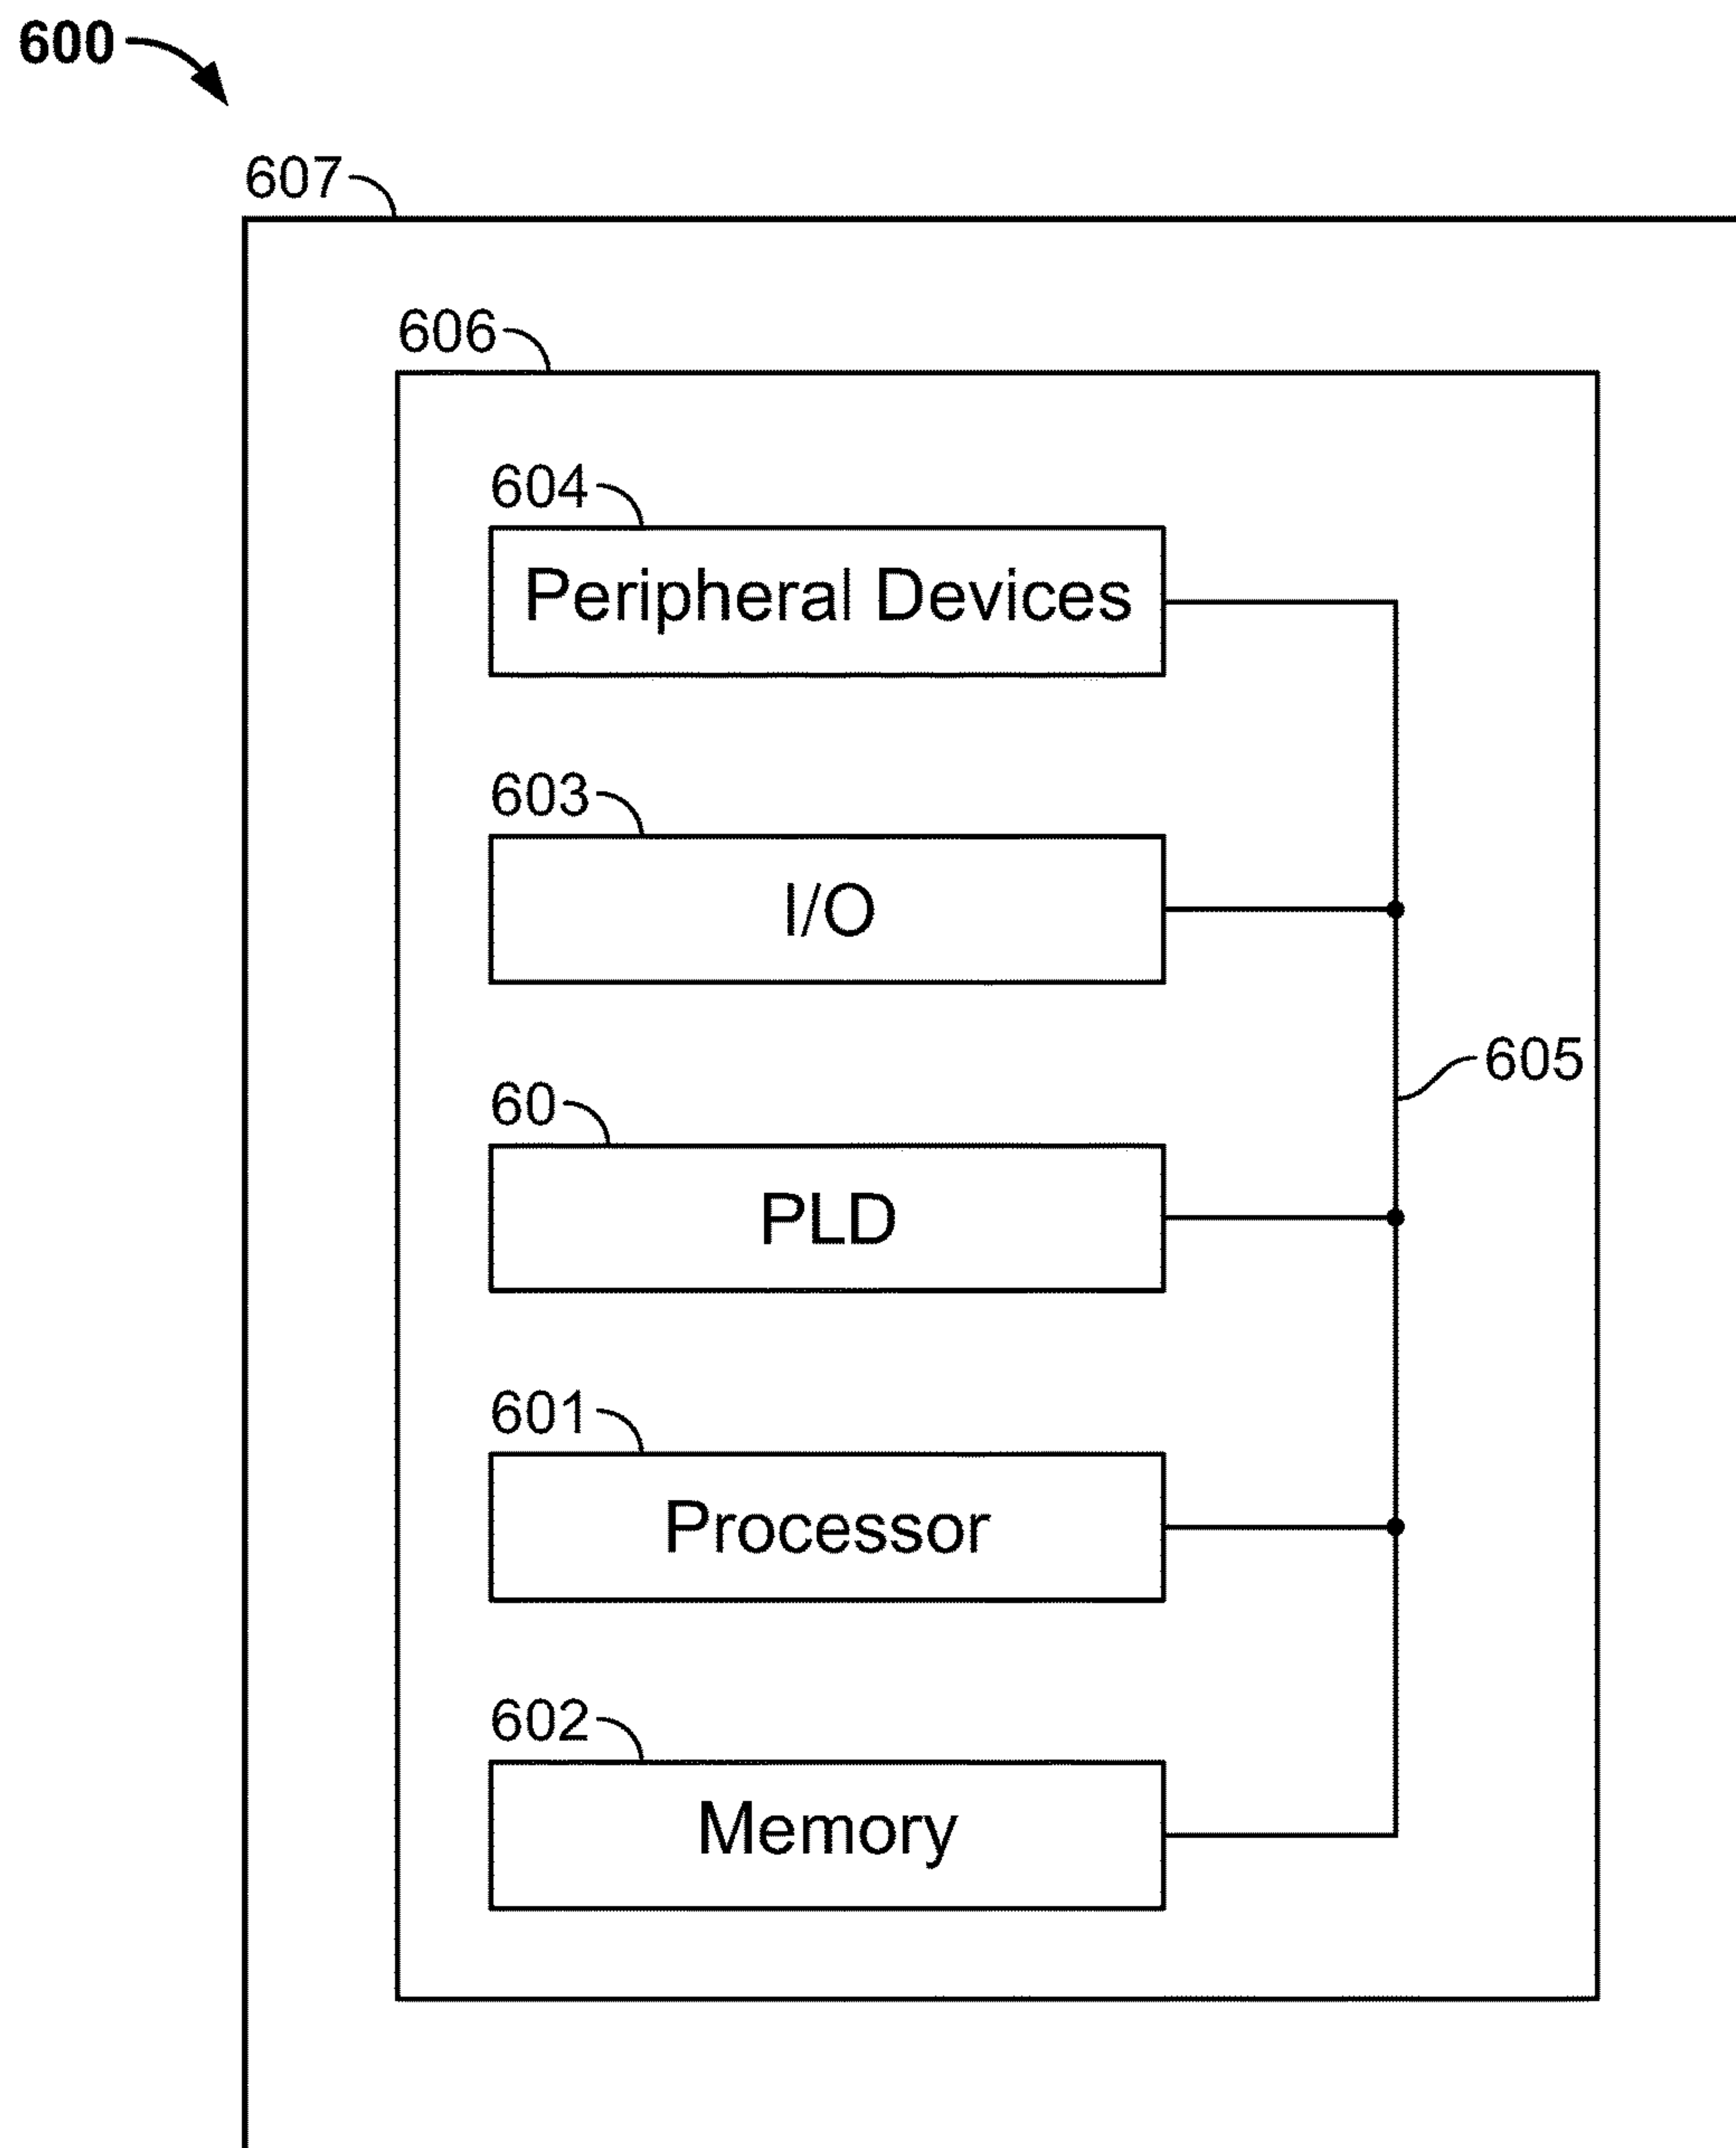 600
607
606
604
Peripheral Devices
603
I/O
605
60
PLD
601
Processor
602
Memory